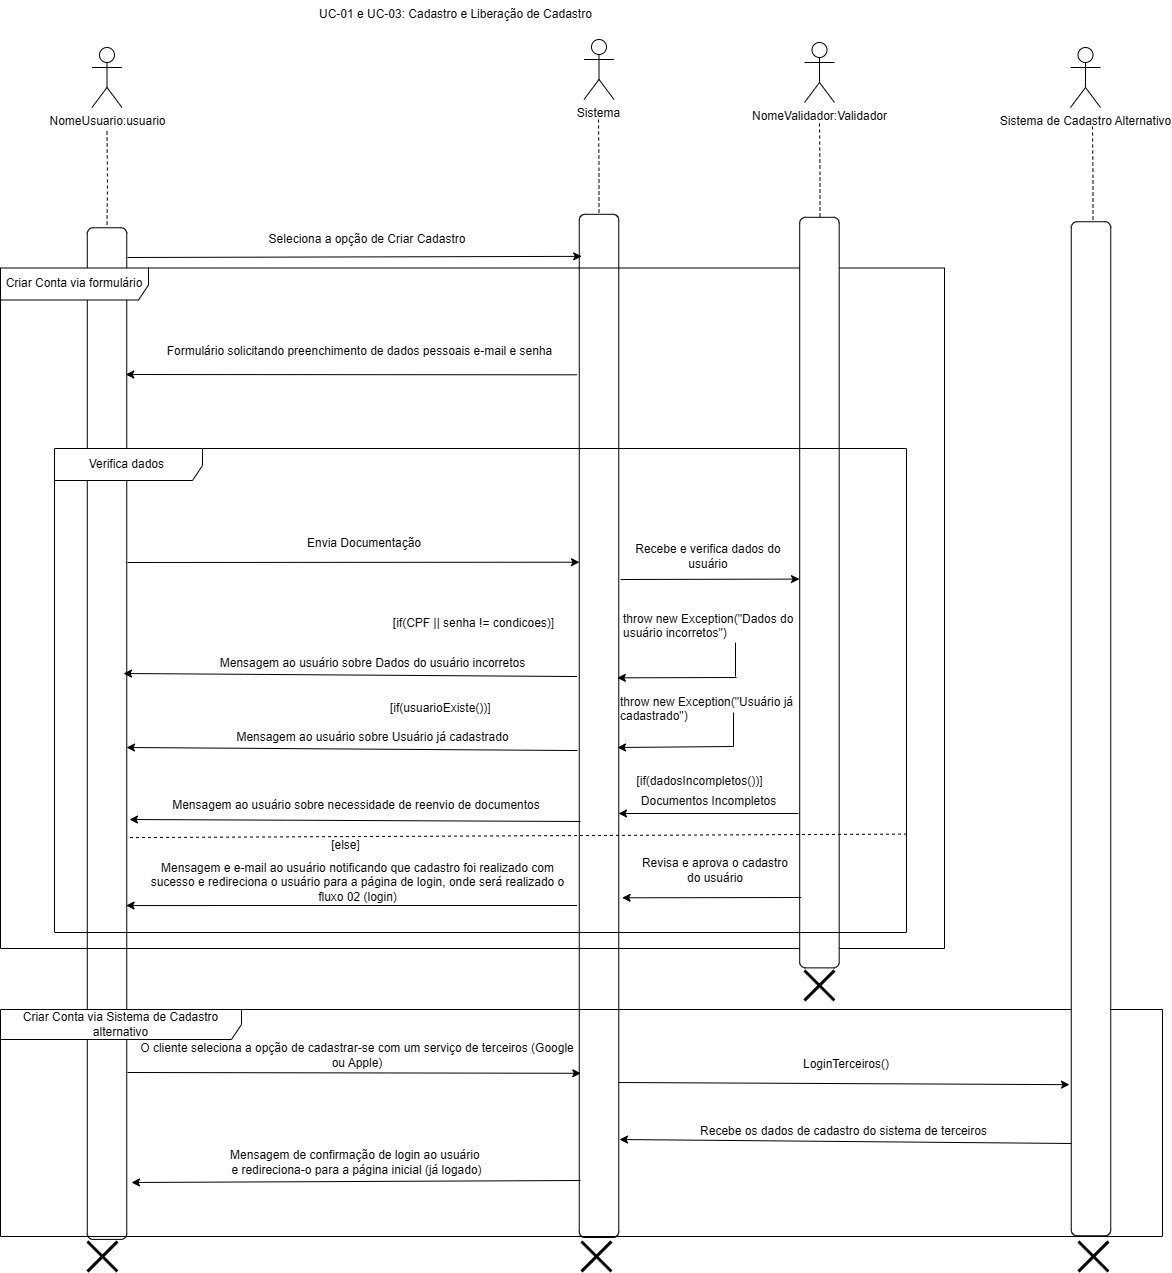 UC-01 e UC-03: Cadastro e Liberação de Cadastro
NomeUsuario:usuario
Sistema
NomeValidador:Validador
Sistema de Cadastro Alternativo
Seleciona a opção de Criar Cadastro
Criar Conta via formulário
Formulário solicitando preenchimento de dados pessoais e-mail e senha
Verifica dados
Envia Documentação
Recebe e verifica dados do
usuário
[if(CPF || senha != condicoes)]
throw new Exception("Dados do
usuário incorretos")
Mensagem ao usuário sobre Dados do usuário incorretos
[if(usuarioExiste())]
throw new Exception("Usuário já
cadastrado")
Mensagem ao usuário sobre Usuário já cadastrado
[if(dadosIncompletos())]
Documentos Incompletos
Mensagem ao usuário sobre necessidade de reenvio de documentos
[else]
Mensagem e e-mail ao usuário notificando que cadastro foi realizado com
sucesso e redireciona o usuário para a página de login, onde será realizado o
fluxo 02 (login)
Revisa e aprova o cadastro
do usuário
Criar Conta via Sistema de Cadastro
alternativo
O cliente seleciona a opção de cadastrar-se com um serviço de terceiros (Google
ou Apple)
LoginTerceiros()
Recebe os dados de cadastro do sistema de terceiros
Mensagem de confirmação de login ao usuário
e redireciona-o para a página inicial (já logado)